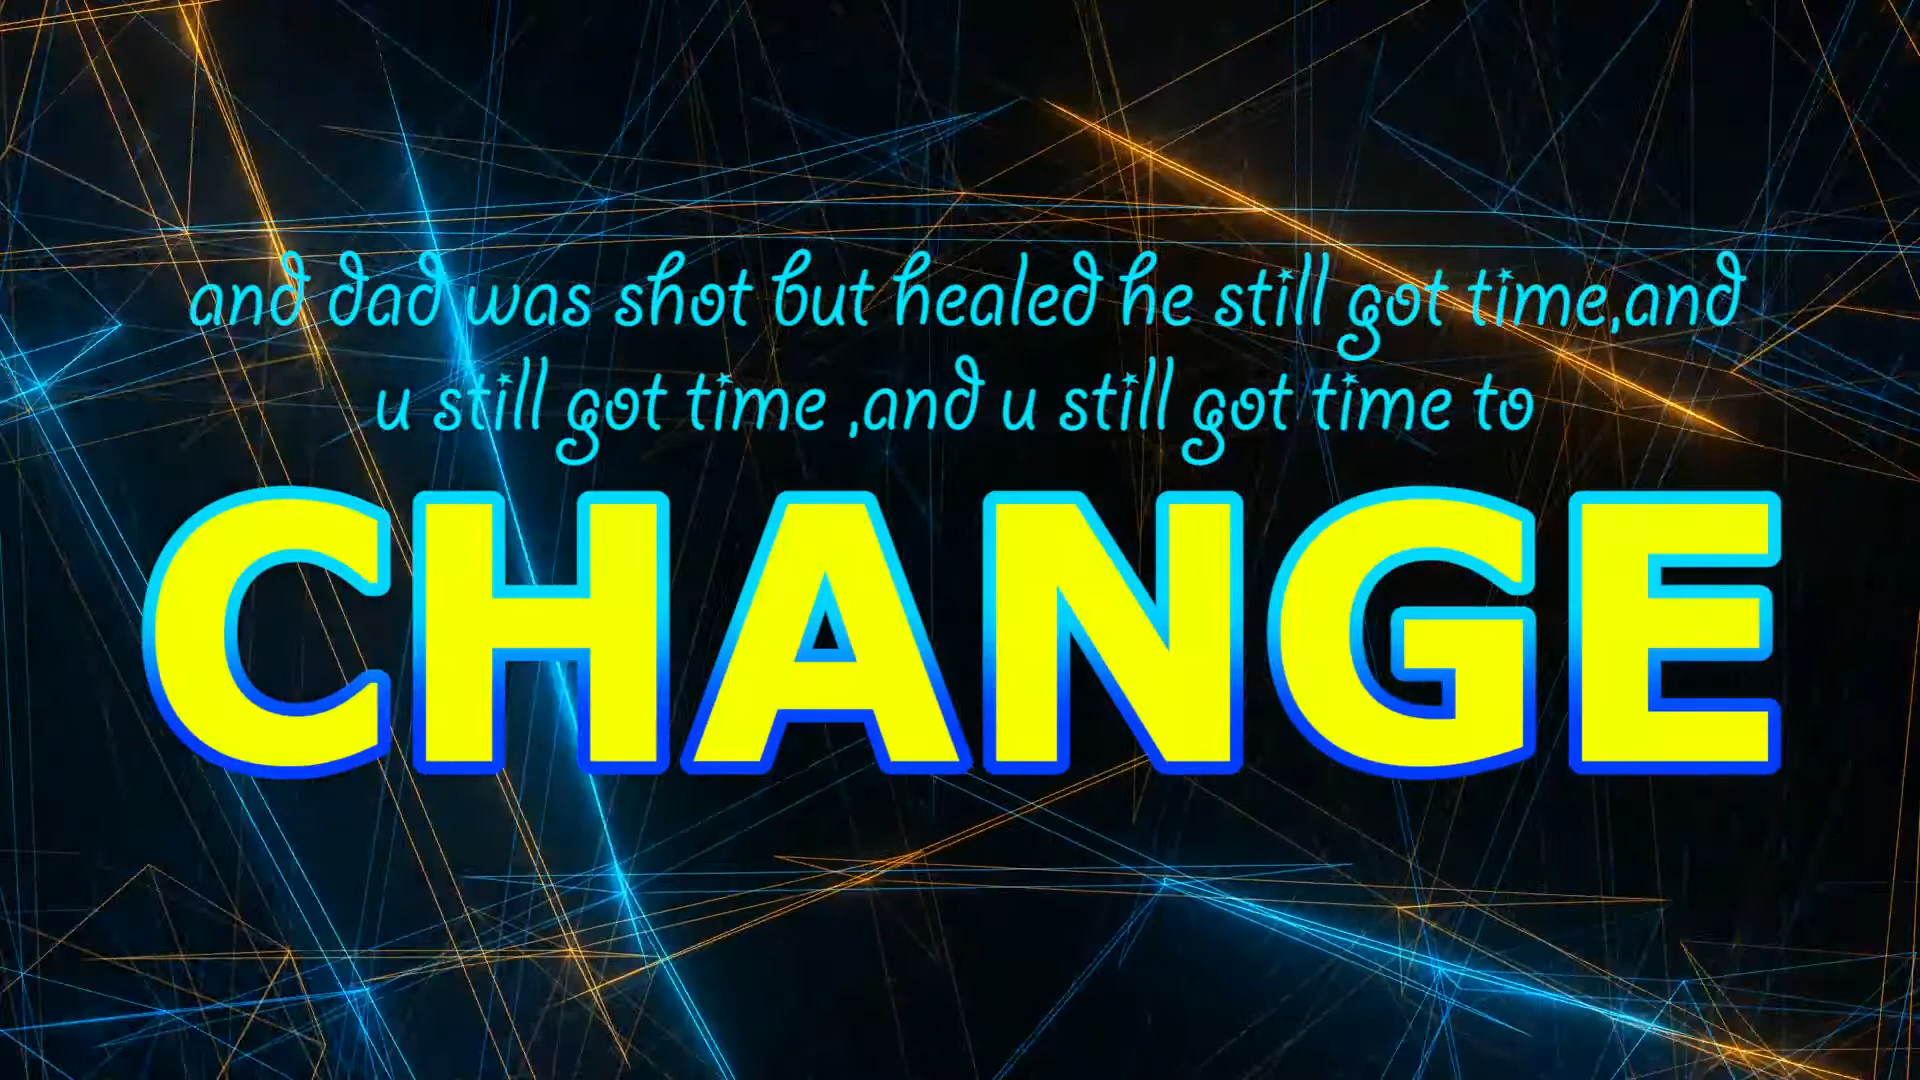 and dad was shot but healed he still got time,and
u still got time ,and u still got time to
CHANGE